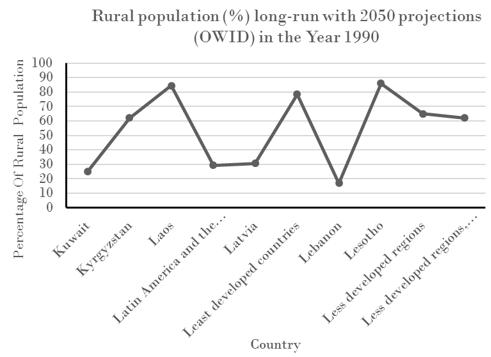 Rural population (%) long-run with 2050 projections
(OWID) in the Year 1990
Percentage Of Rural Population
100
90
80
70
60
50
40
30
20
10
0
Kuwait
Kyrgyzstan
Laos
Latin America and the...
Latvia
Least developed countries
Lebanon
Lesotho
Less developed regions
Less developed regions,...
Country